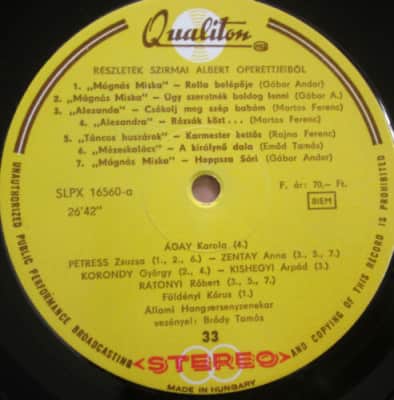 Qualiton
RÉSZLETEK SZIRMAI ALBERT OPERETTJEIBŐL
1. „Mágnás Miska” — Rolla belépője (Gábor Andor)
2. „Mágnás Miska” — Úgy szeretnék boldog lenni (Gábor A.)
3. „Alexandra” — Csókolj meg szép babám (Martos Ferenc)
4. „Alexandra” — Rózsák közt... (Martos Ferenc)
5. „Táncos huszárok” — Karmester kettős (Rajna Ferenc)
6. „Mézeskalács” — A királynő dala (Emőd Tamás)
7. „Mágnás Miska” — Hoppsza Sári (Gábor Andor)
SLPX 16560-a
F. ár: 70,— Ft.
26'42"
BIEM
ÁGAY Karola (4.)
PETRESS Zsuzsa (1., 2., 6.) — ZENTAY Anna (3., 5., 7.)
KORONDY György (2., 4.) — KISHEGYI Árpád (3.)
RÁTONYI Róbert (3., 5., 7.)
Földényi Kórus (1.)
Állami Hangversenyzenekar
vezényel: Bródy Tamás
33
STEREO
MADE IN HUNGARY
UNAUTHORIZED PUBLIC PERFORMANCE BROADCASTING
AND COPYING OF THIS RECORD IS PROHIBITED